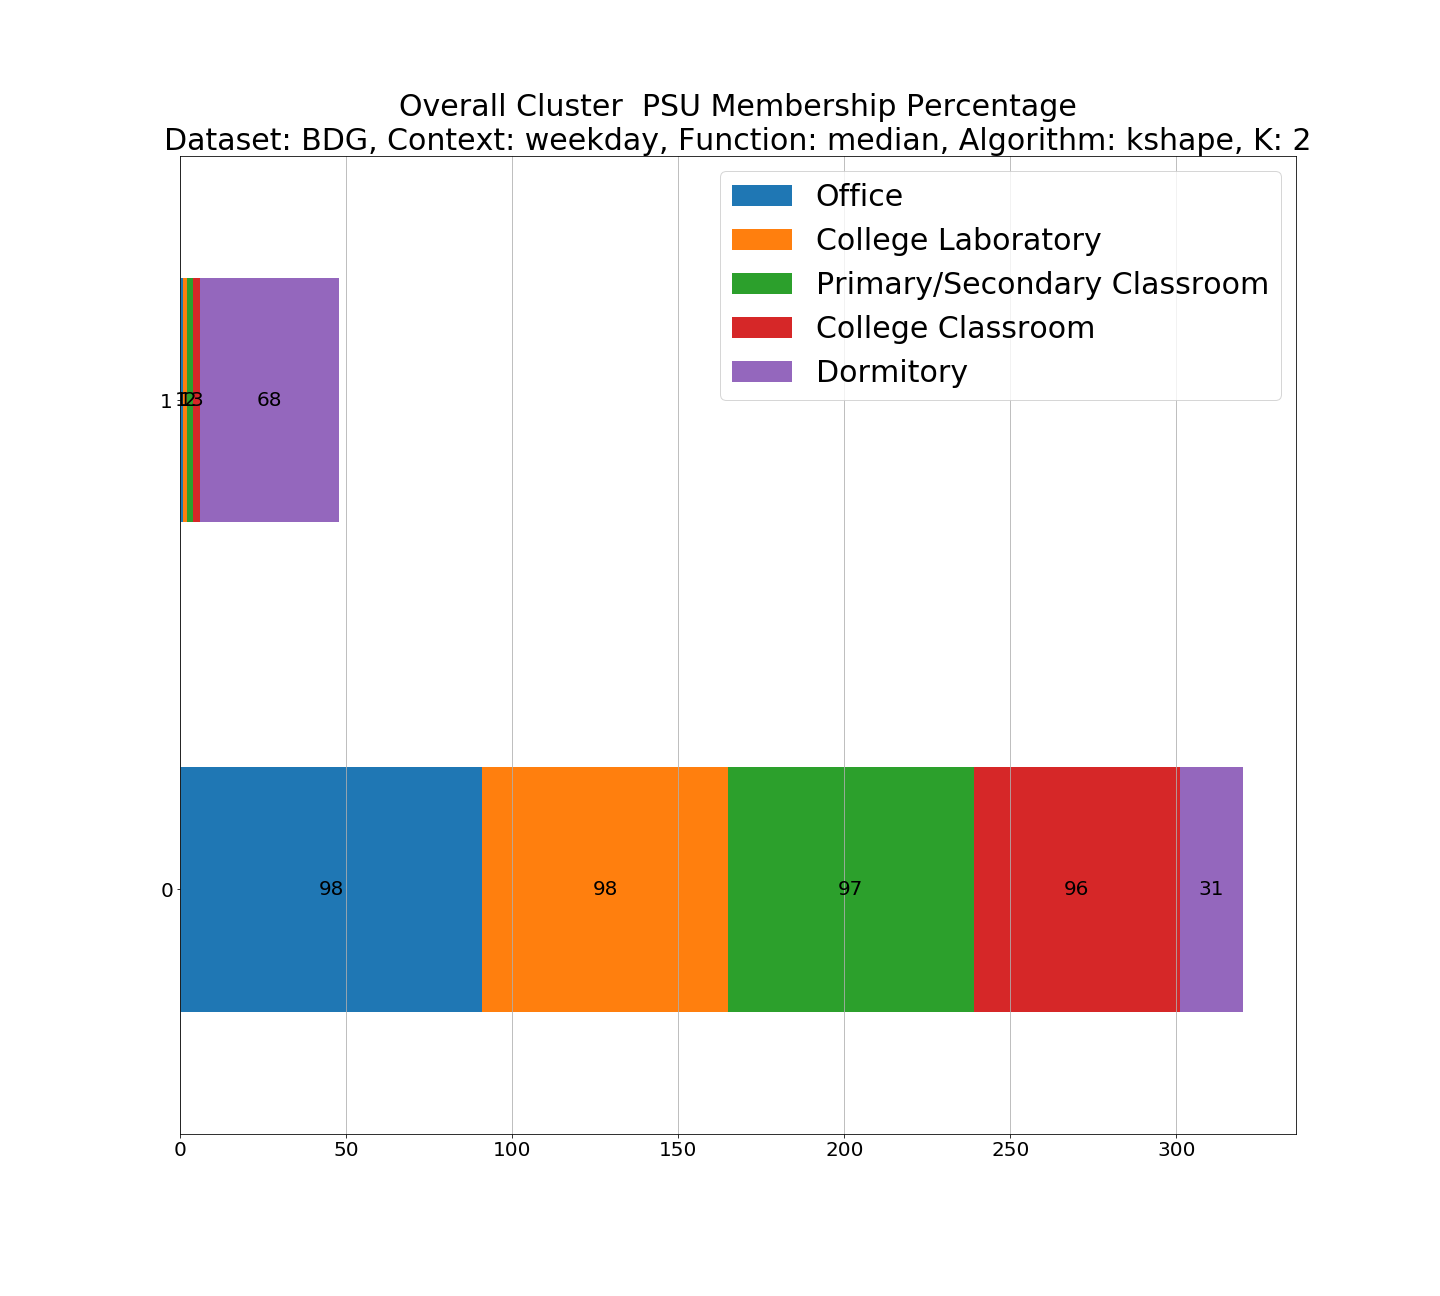 Overall Cluster  PSU Membership Percentage
Dataset: BDG, Context: weekday, Function: median, Algorithm: kshape, K: 2
Office
College Laboratory
Primary/Secondary Classroom
College Classroom
Dormitory
1
68
0
98 98 97 96 31
0 50 100 150 200 250 300